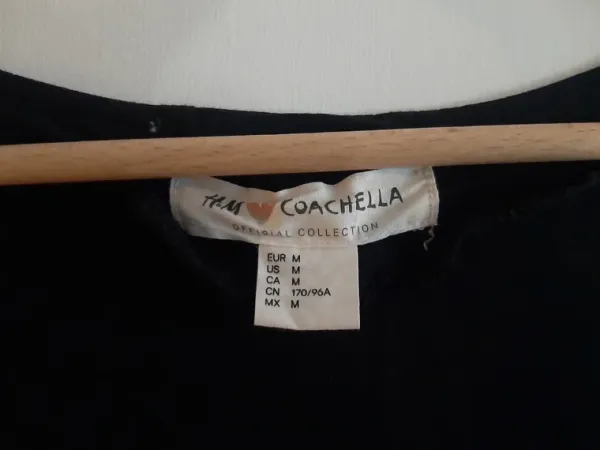 H&M COACHELLA
OFFICIAL COLLECTION
EUR M
US M
CA M
CN 170/96A
MX M